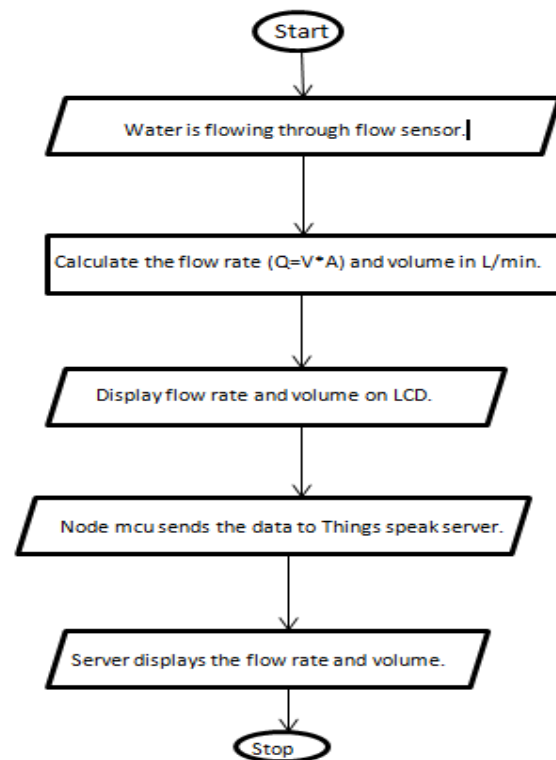 Start
Water is flowing through flow sensor.
Calculate the flow rate (Q=V*A) and volume in L/min.
Display flow rate and volume on LCD.
Node mcu sends the data to Things speak server.
Server displays the flow rate and volume.
Stop